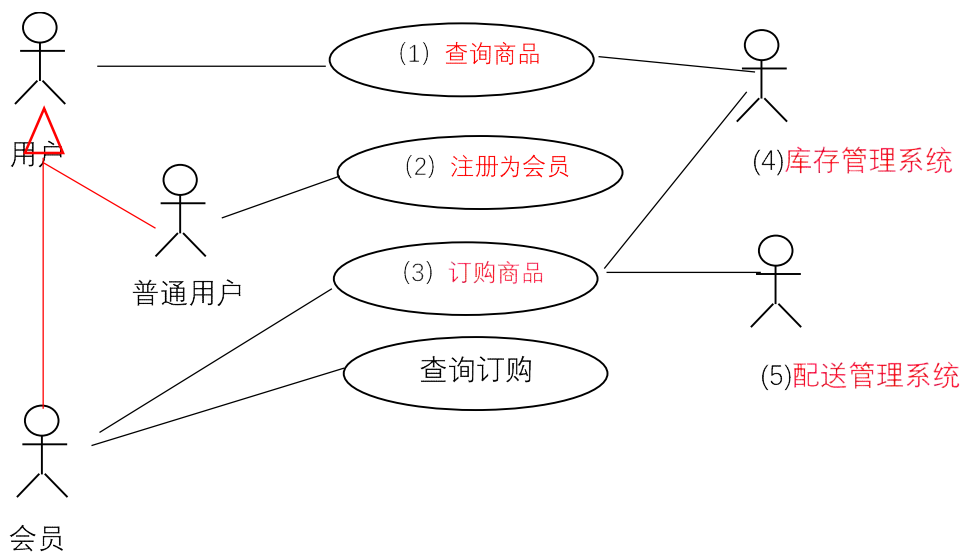 （1）查询商品
用户
（2）注册为会员
(4)库存管理系统
普通用户
（3）订购商品
查询订购
(5)配送管理系统
会员